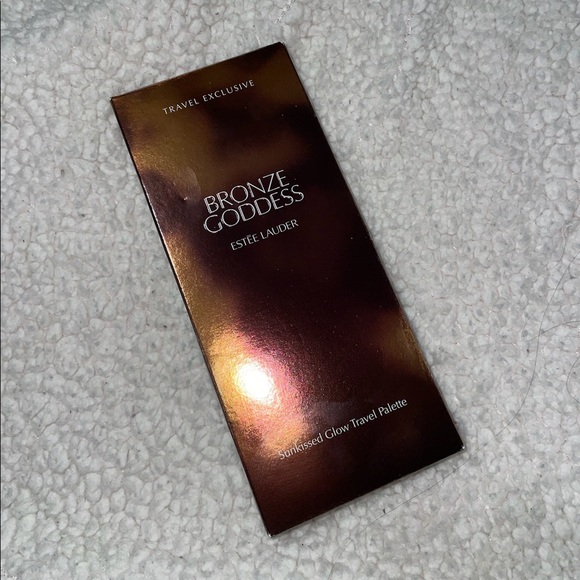 TRAVEL EXCLUSIVE
BRONZE
GODDESS
ESTĒE LAUDER
Sunkissed Glow Travel Palette